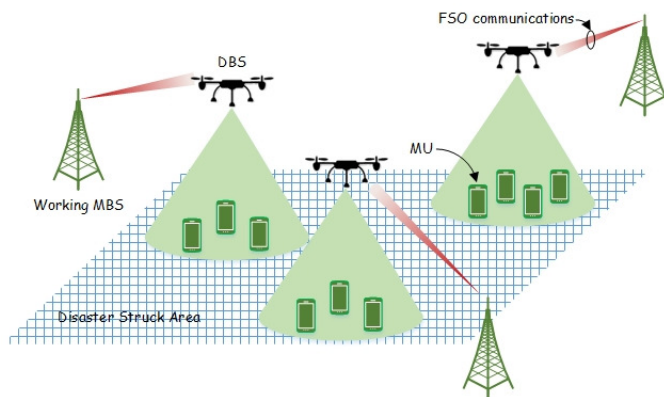 FSO communications
DBS
MU
Working MBS
Disaster Struck Area